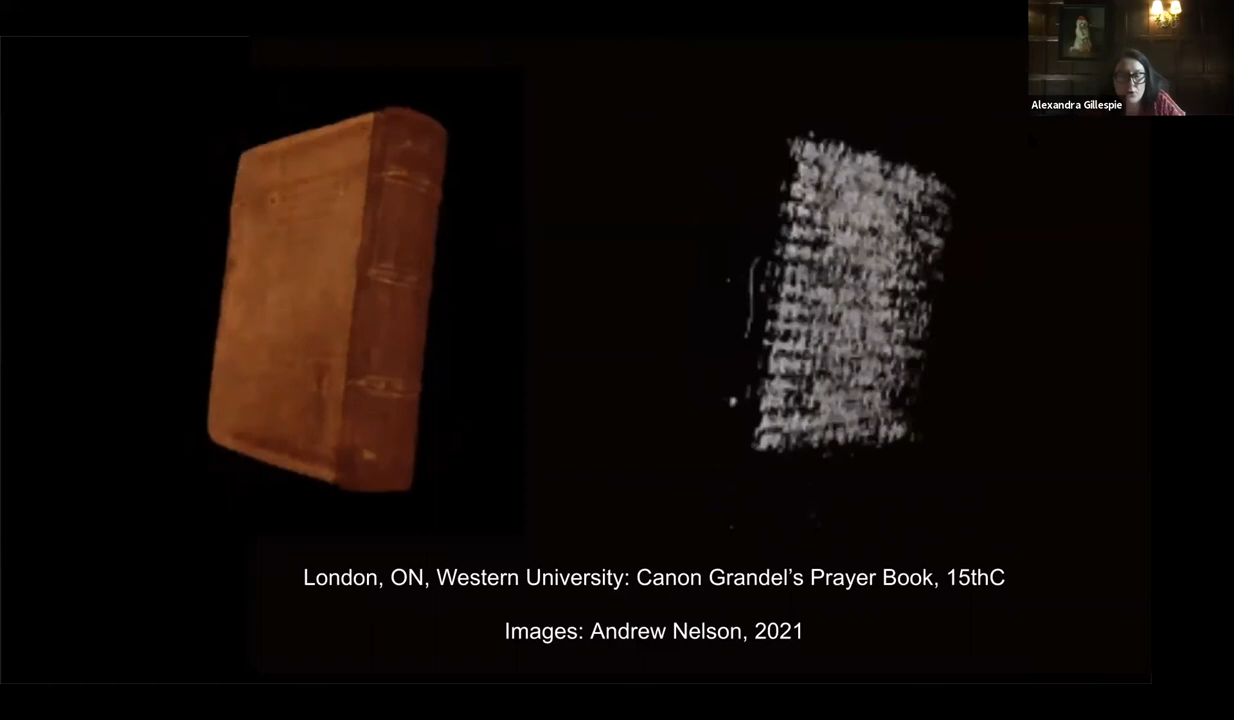 Alexandra Gillespie
London, ON, Western University: Canon Grandel’s Prayer Book, 15thC
Images: Andrew Nelson, 2021